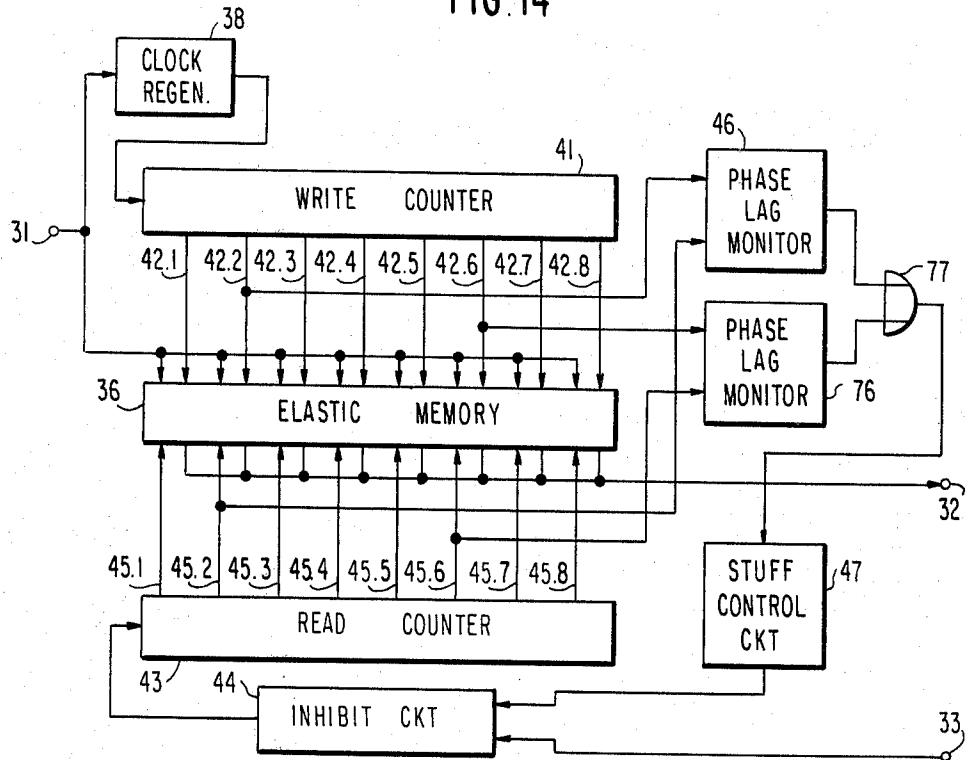 FIG.14
38
CLOCK
REGEN.
41
WRITE COUNTER
46
PHASE
LAG
MONITOR
31
42.1 42.2 42.3 42.4 42.5 42.6 42.7 42.8
77
PHASE
LAG
MONITOR
76
36
ELASTIC MEMORY
32
45.1 45.2 45.3 45.4 45.5 45.6 45.7 45.8
STUFF
CONTROL
CKT
47
READ COUNTER
43
44
INHIBIT CKT
33